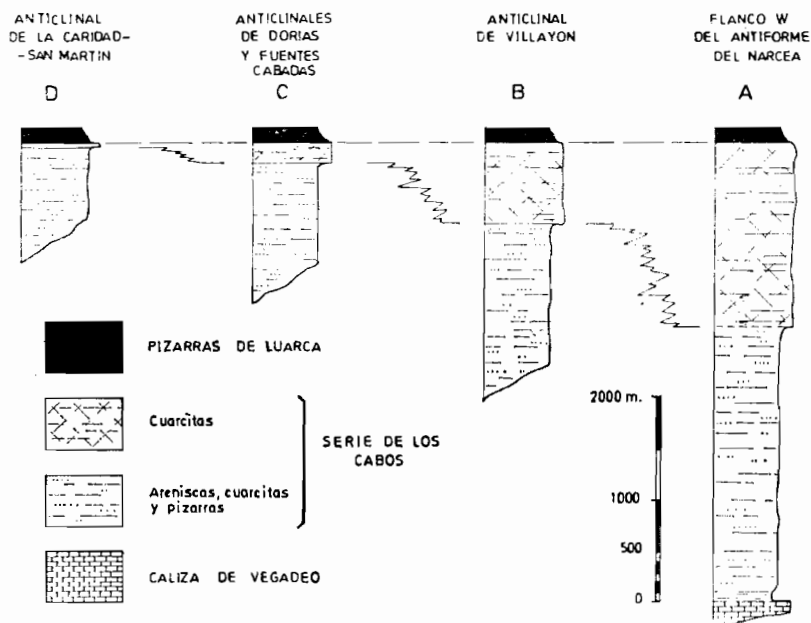 ANTICLINAL
DE LA CARIDAD-
--SAN MARTIN
D
ANTICLINALES
DE DORIAS
Y FUENTES
CABADAS
C
ANTICLINAL
DE VILLAYON
B
FLANCO W
DEL ANTIFORME
DEL NARCEA
A
PIZARRAS DE LUARCA
Cuarcitas
Areniscas, cuarcitas
y pizarras
SERIE DE LOS
CABOS
CALIZA DE VEGADEO
2000 m.
1000
500
0